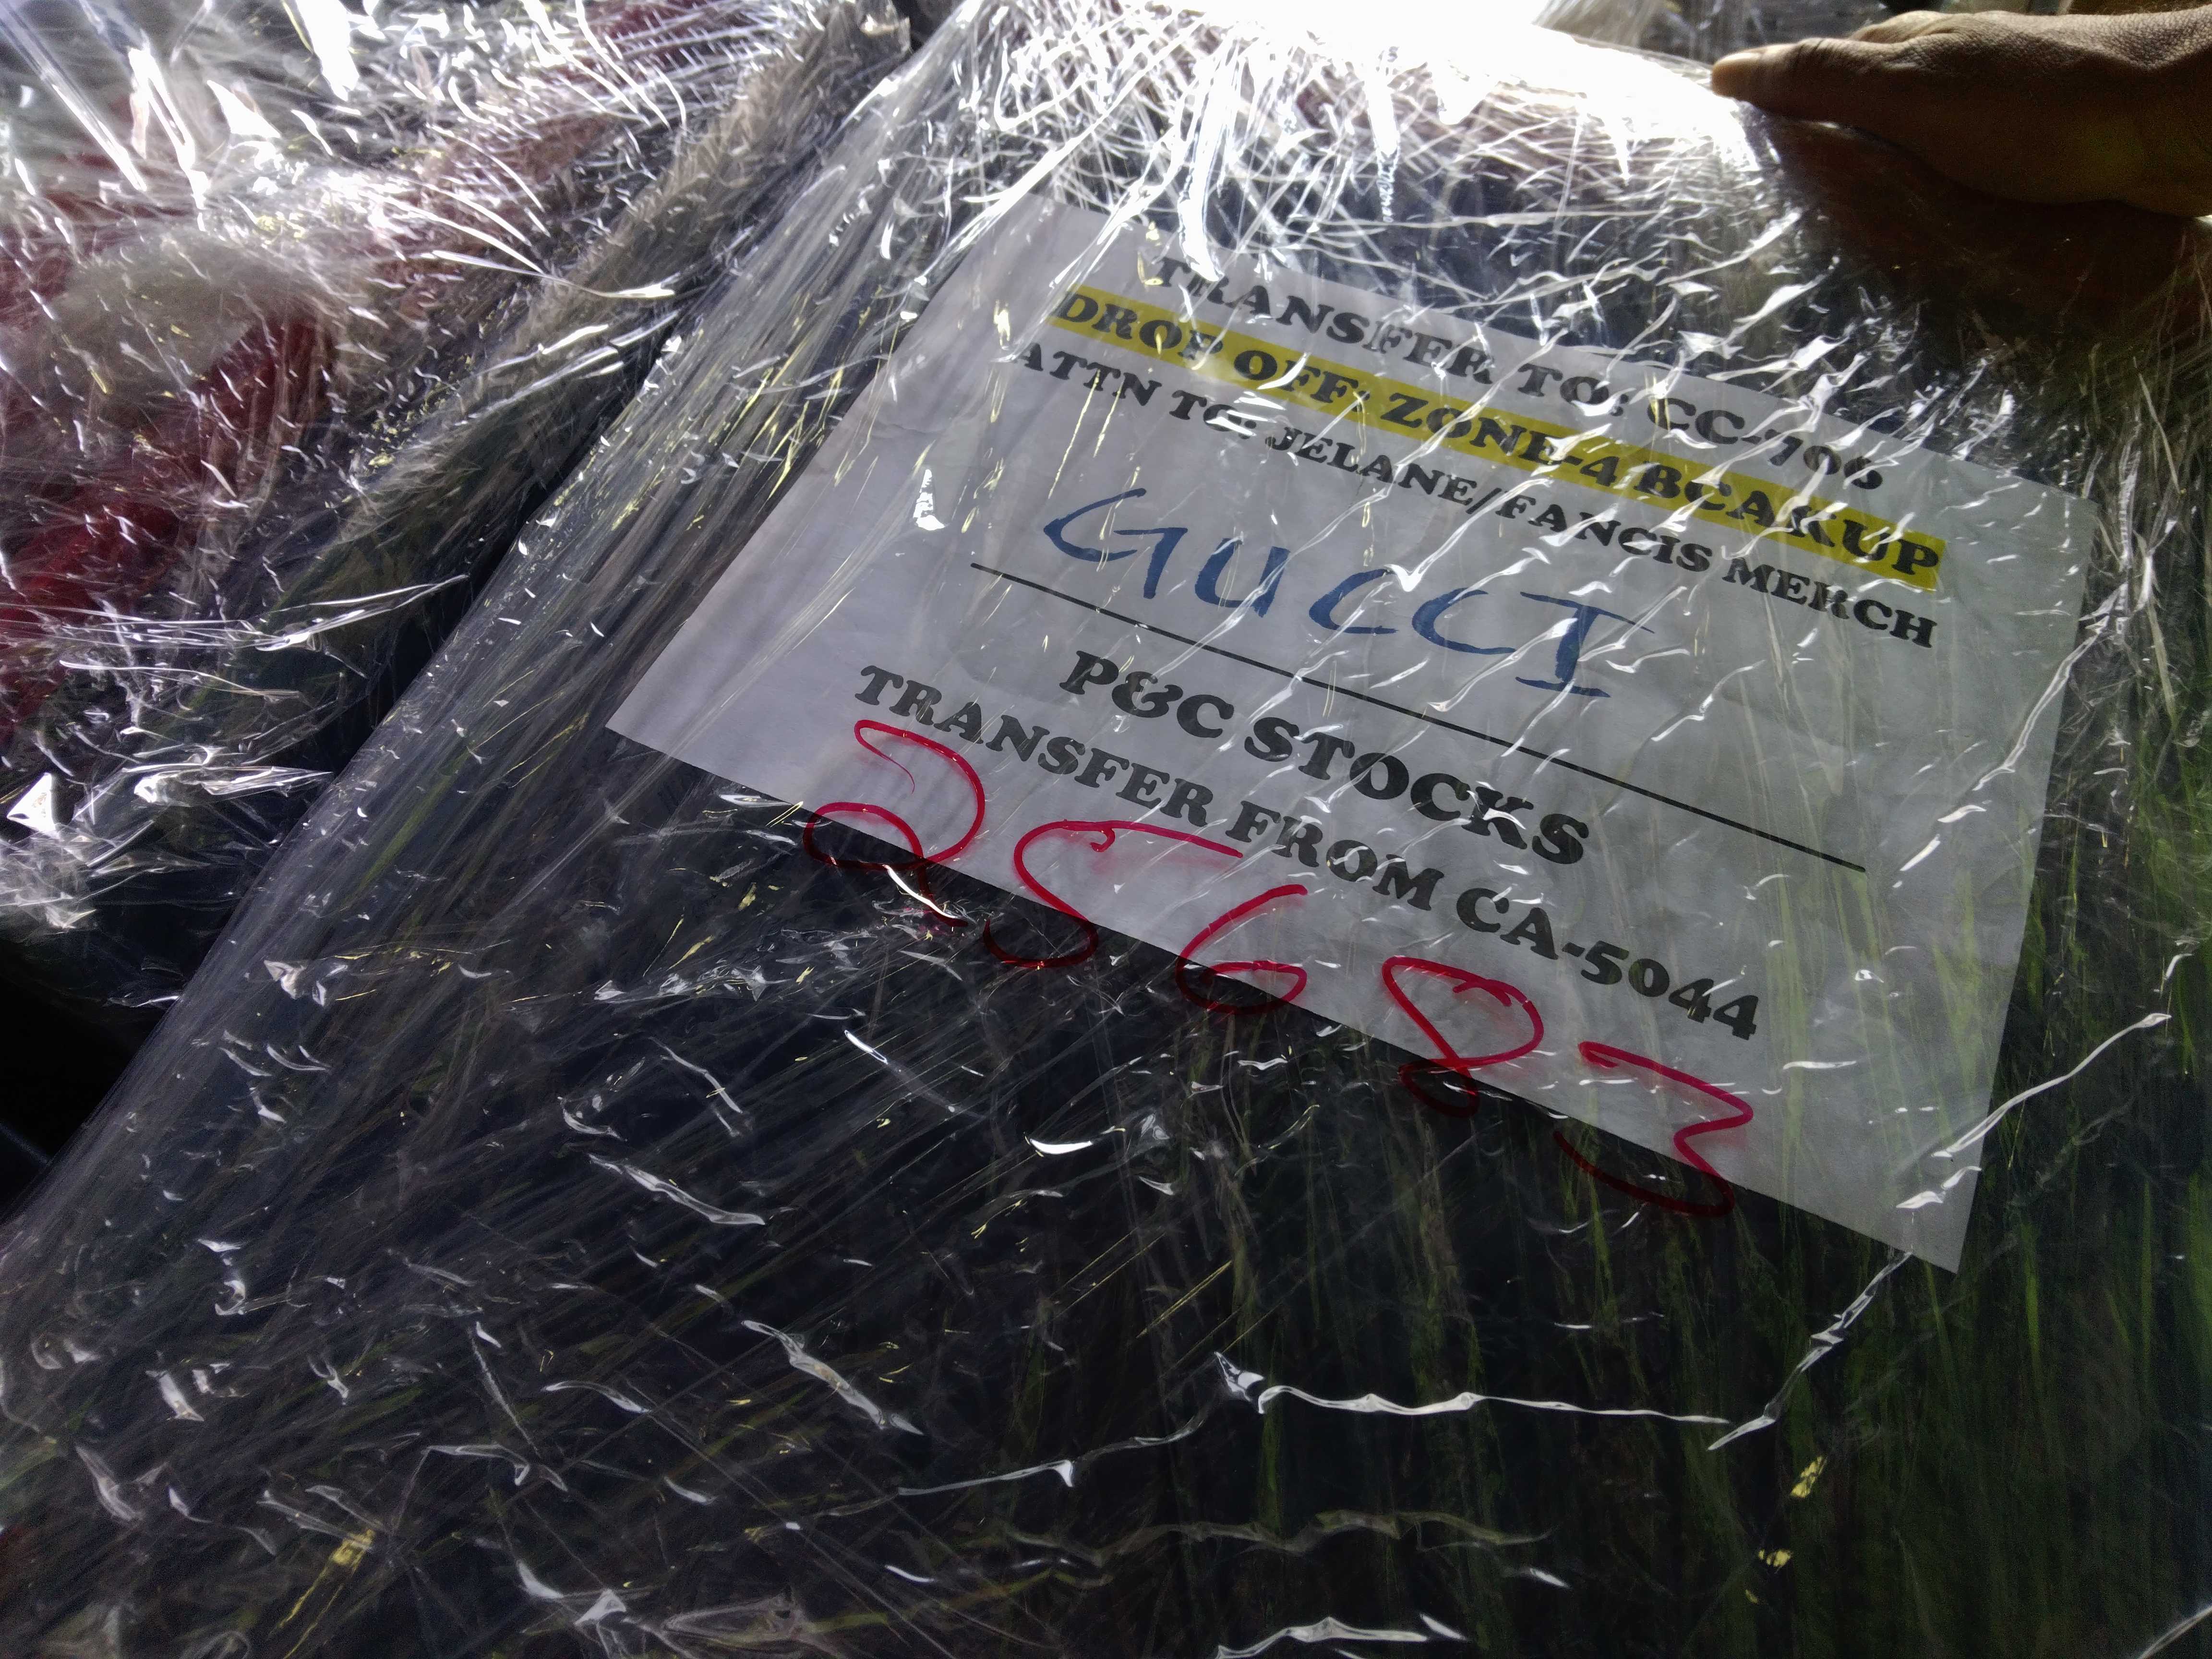 TRANSFER TO: CC-709
DROP OFF: ZONE-4 BCAKUP
ATTN TO: JELANE/FANCIS MERCH
GUCCI
P&C STOCKS
TRANSFER FROM CA-5044
25683